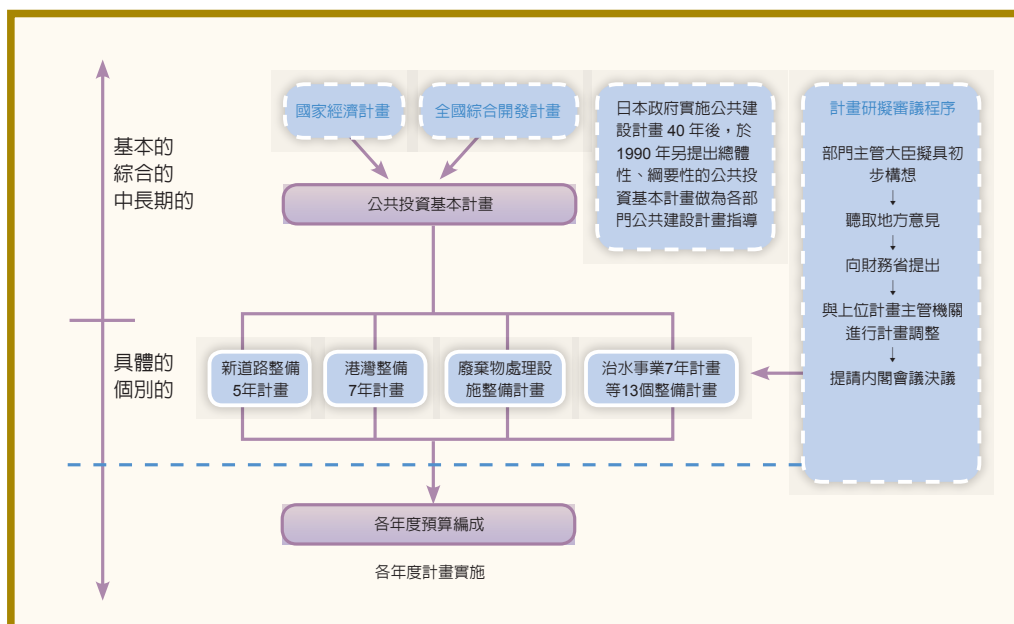 基本的
綜合的
中長期的
國家經濟計畫
全國綜合開發計畫
公共投資基本計畫
日本政府實施公共建
設計畫 40 年後，於
1990 年另提出總體
性、綱要性的公共投
資基本計畫做為各部
門公共建設計畫指導
計畫研擬審議程序
部門主管大臣擬具初
步構想
↓
聽取地方意見
↓
向財務省提出
↓
與上位計畫主管機關
進行計畫調整
↓
提請內閣會議決議
具體的
個別的
新道路整備
5年計畫
港灣整備
7年計畫
廢棄物處理設
施整備計畫
治水事業7年計畫
等13個整備計畫
各年度預算編成
各年度計畫實施